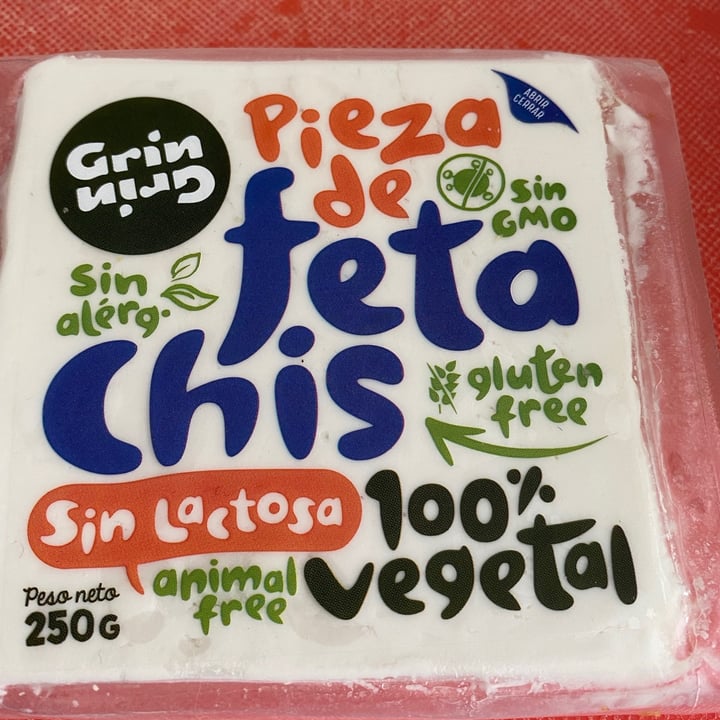 Grin
Grin
Pieza
de
feta
Chis
ABRIR
CERRAR
sin
GMO
Sin
alérg.
gluten
free
Sin Lactosa
100%
vegetal
animal
free
Peso neto
250G